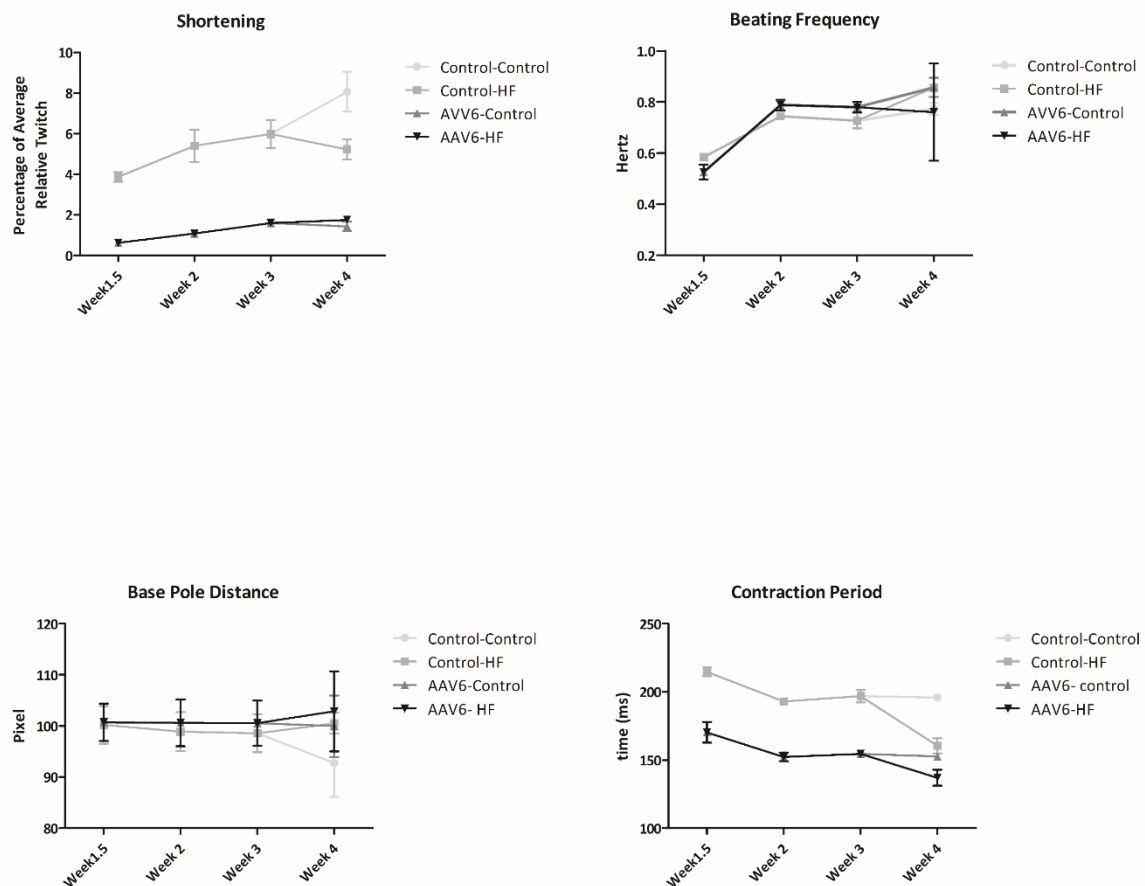 Shortening
Percentage of Average
Relative Twitch
10
8
6
4
2
0
Week1.5
Week 2
Week 3
Week 4
Control-Control
Control-HF
AVV6-Control
AAV6-HF
Beating Frequency
Hertz
1.0
0.8
0.6
0.4
0.2
Week1.5
Week 2
Week 3
Week 4
Control-Control
Control-HF
AVV6-Control
AAV6-HF
Base Pole Distance
Pixel
120
110
100
90
80
Week1.5
Week 2
Week 3
Week 4
Control-Control
Control-HF
AAV6-Control
AAV6- HF
Contraction Period
time (ms)
250
200
150
100
Week1.5
Week 2
Week 3
Week 4
Control-Control
Control-HF
AAV6- control
AAV6-HF